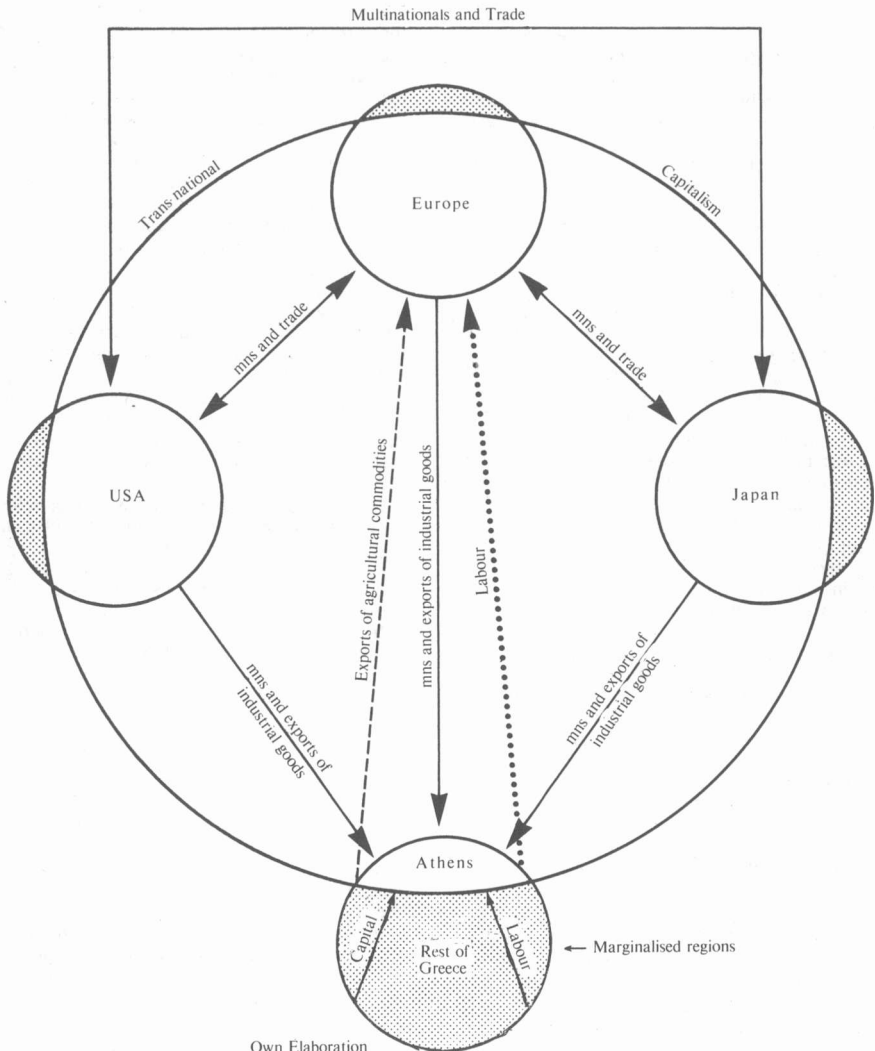 Multinationals and Trade
Trans-national
Capitalism
Europe
mns and trade
mns and trade
USA
Japan
Exports of agricultural commodities
mns and exports of industrial goods
Labour
mns and exports of
industrial goods
mns and exports of
industrial goods
Athens
Capital
Labour
Rest of
Greece
← Marginalised regions
Own Elaboration